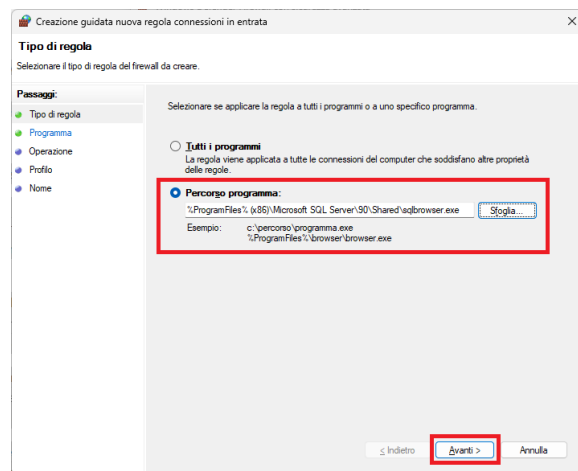 Creazione guidata nuova regola connessioni in entrata
Tipo di regola
Selezionare il tipo di regola del firewall da creare.
Passaggi:
Tipo di regola
Programma
Operazione
Profilo
Nome
Selezionare se applicare la regola a tutti i programmi o a uno specifico programma.
Tutti i programmi
La regola viene applicata a tutte le connessioni del computer che soddisfano altre proprietà
delle regole.
Percorso programma:
%ProgramFiles% (x86)\Microsoft SQL Server\90\Shared\sqlbrowser.exe
Sfoglia...
Esempio: c:\percorso\programma.exe
%ProgramFiles%\browser\browser.exe
< Indietro Avanti > Annulla